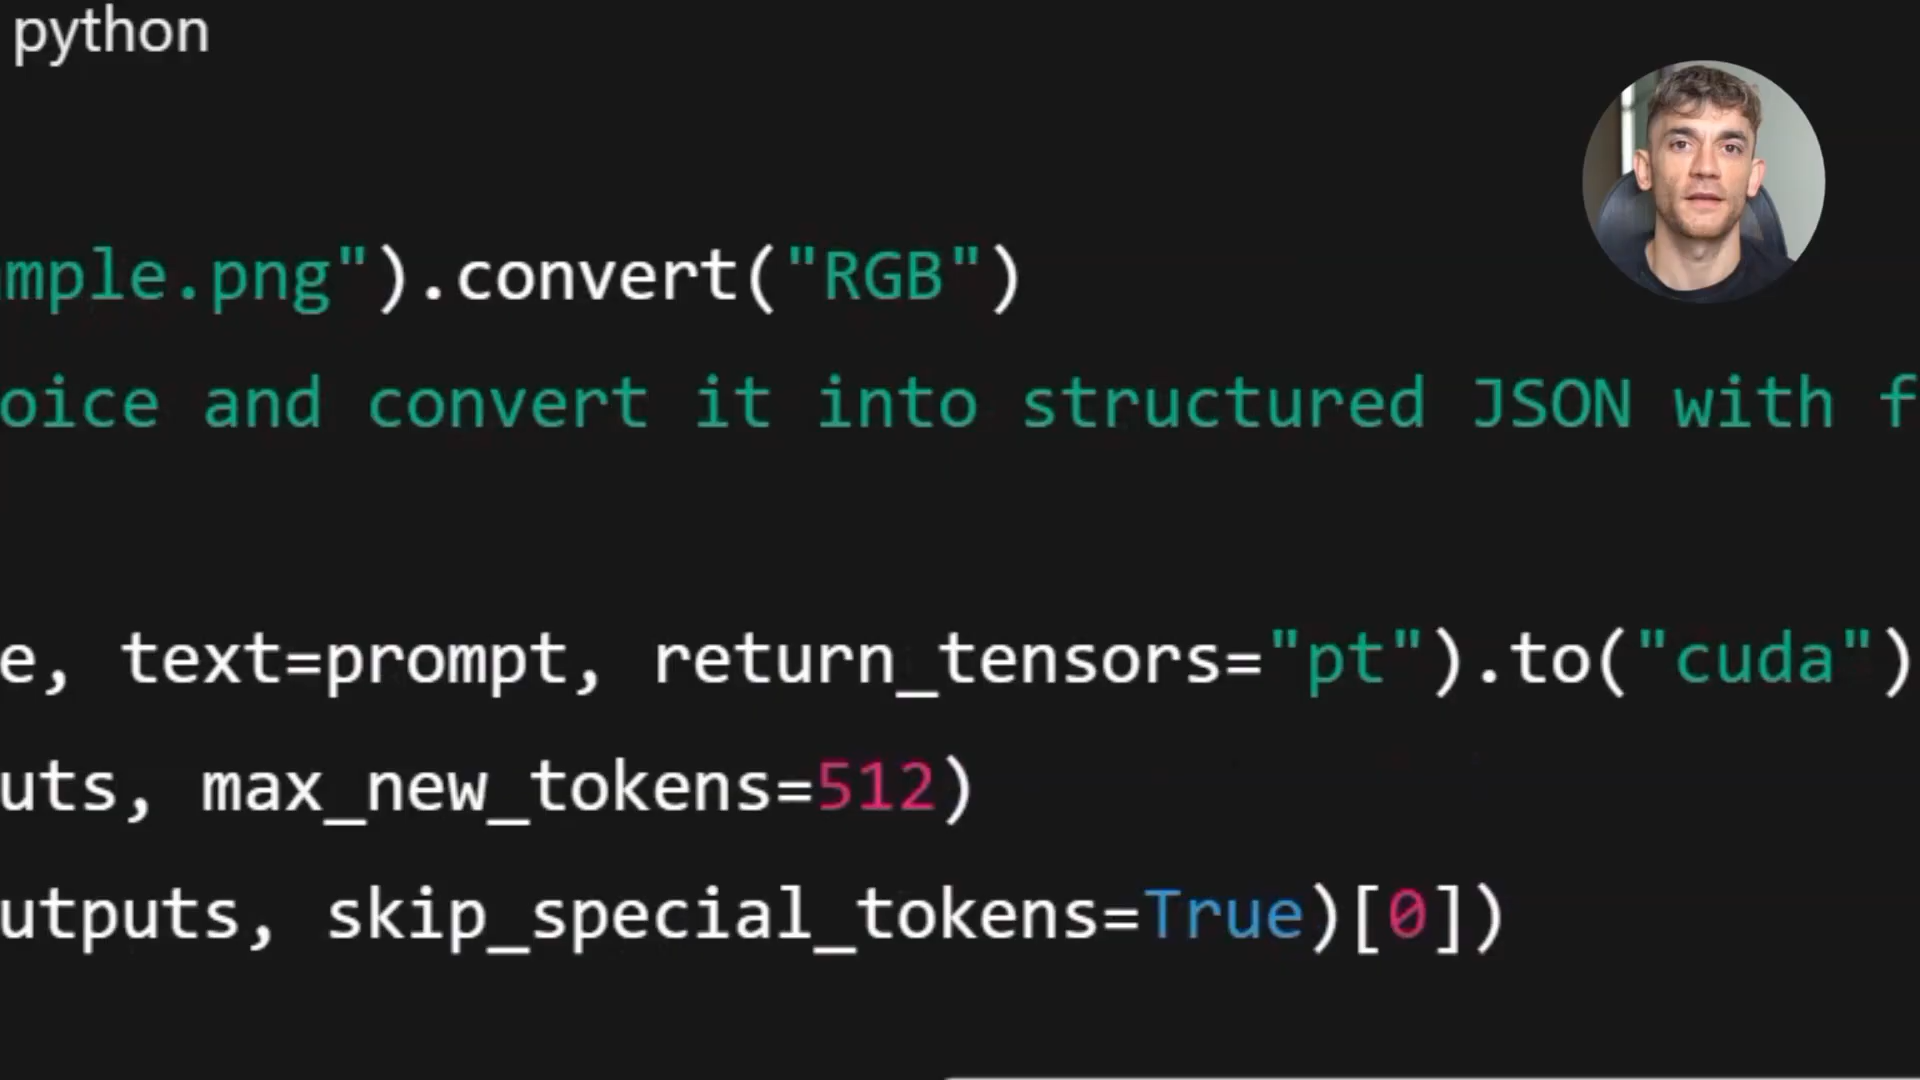 python
mple.png").convert("RGB")
oice and convert it into structured JSON with f
e, text=prompt, return_tensors="pt").to("cuda")
uts, max_new_tokens=512)
utputs, skip_special_tokens=True)[0])